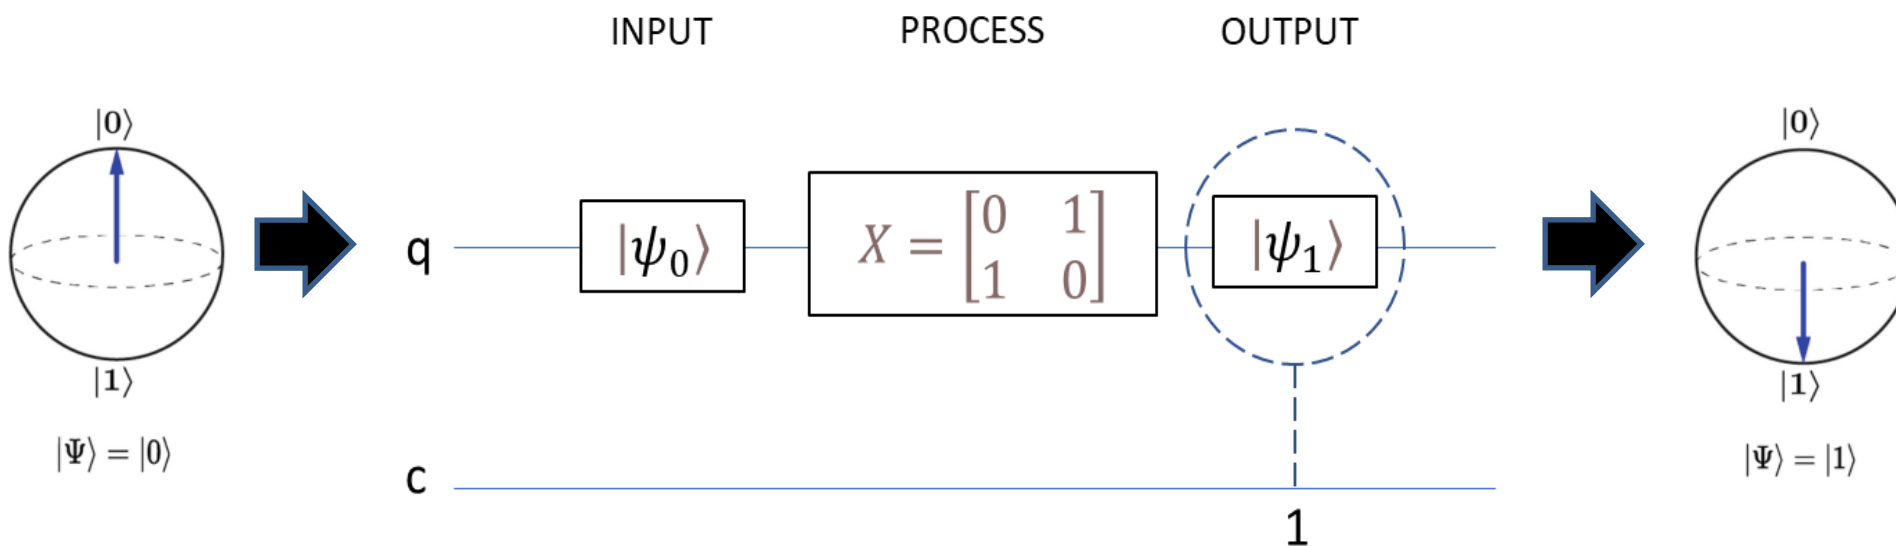 INPUT PROCESS OUTPUT
|0⟩
|1⟩
|Ψ⟩ = |0⟩
q |ψ₀⟩ X = [0 1
1 0] |ψ₁⟩
c
1
|0⟩
|1⟩
|Ψ⟩ = |1⟩